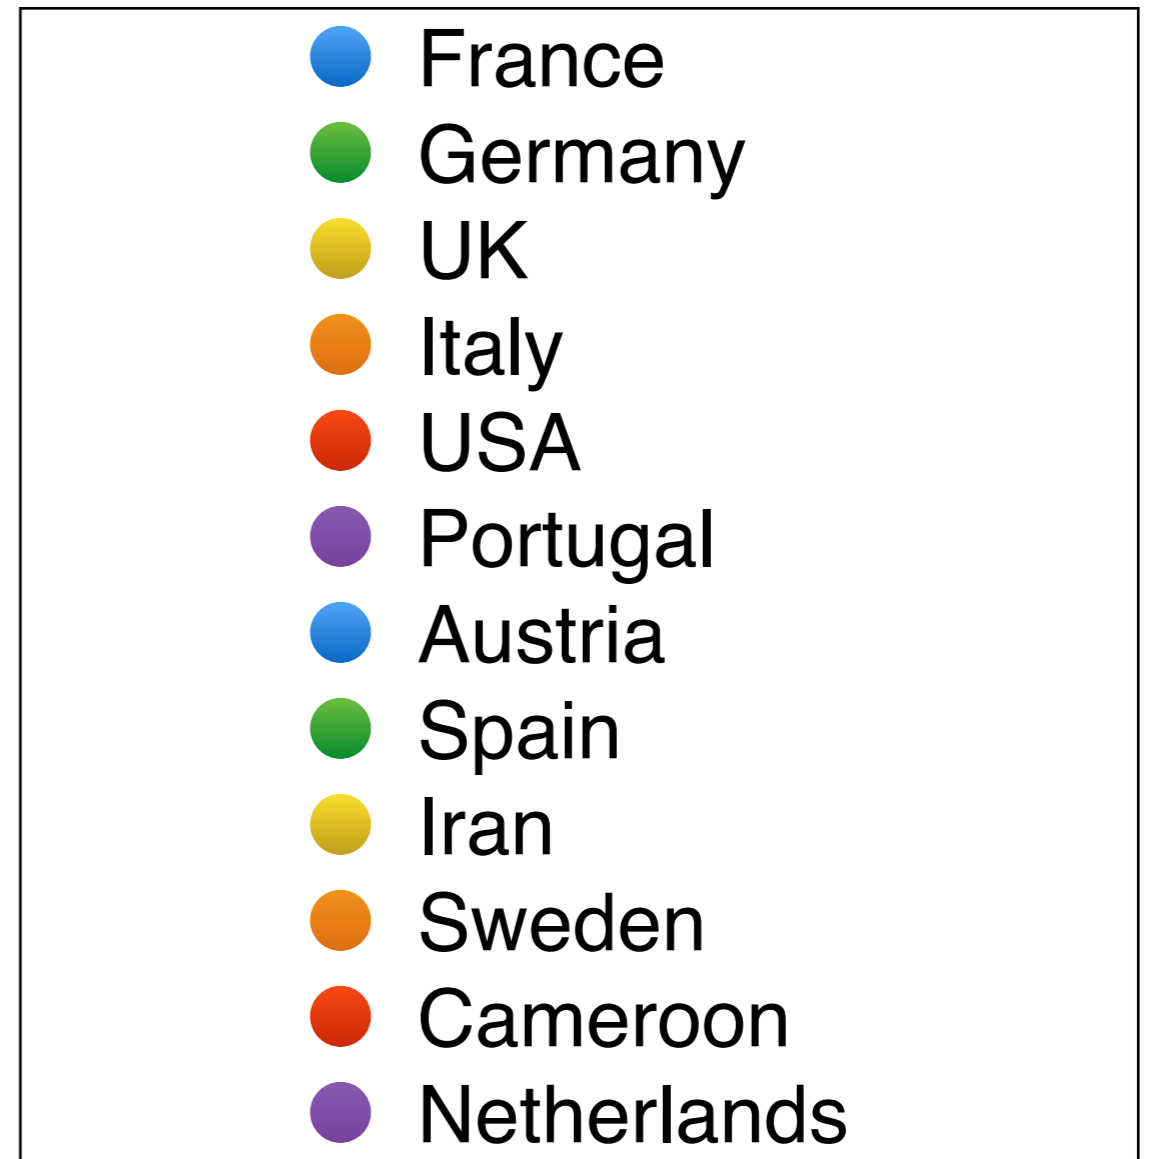 France
Germany
UK
Italy
USA
Portugal
Austria
Spain
Iran
Sweden
Cameroon
Netherlands